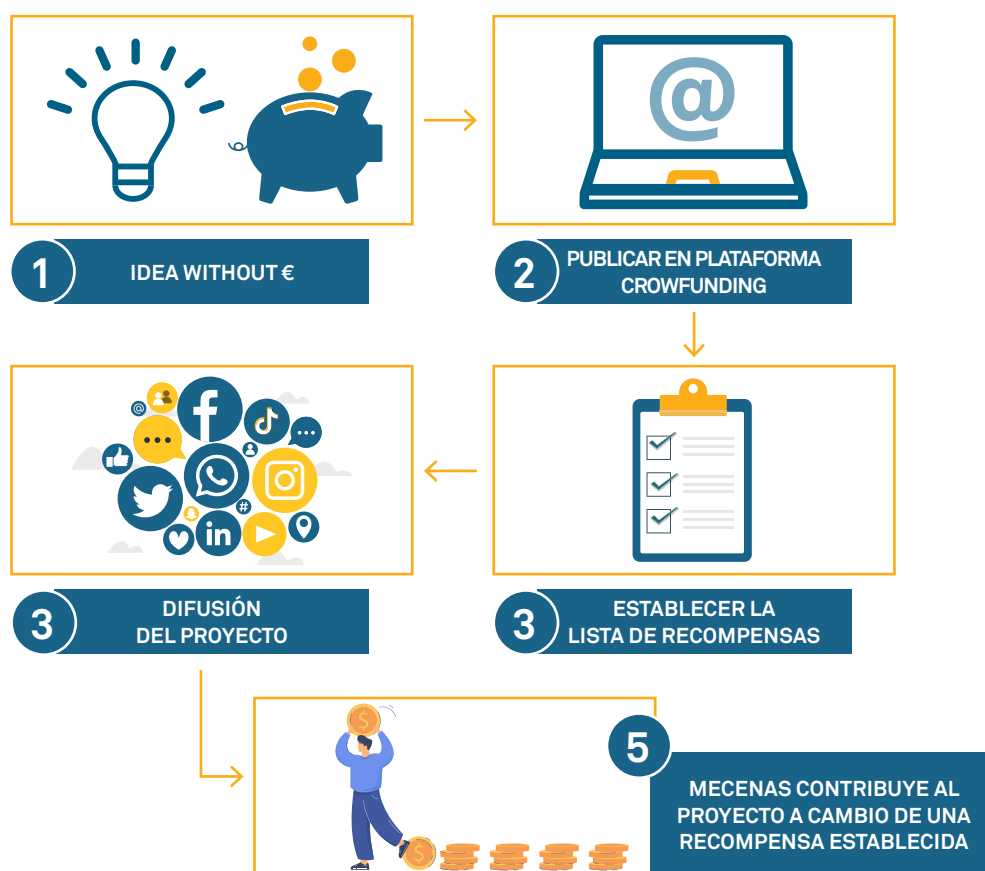 @
1
IDEA WITHOUT €
2
PUBLICAR EN PLATAFORMA
CROWFUNDING
3
ESTABLECER LA
LISTA DE RECOMPENSAS
@
f
in
#
3
DIFUSIÓN
DEL PROYECTO
$
$
5
MECENAS CONTRIBUYE AL
PROYECTO A CAMBIO DE UNA
RECOMPENSA ESTABLECIDA